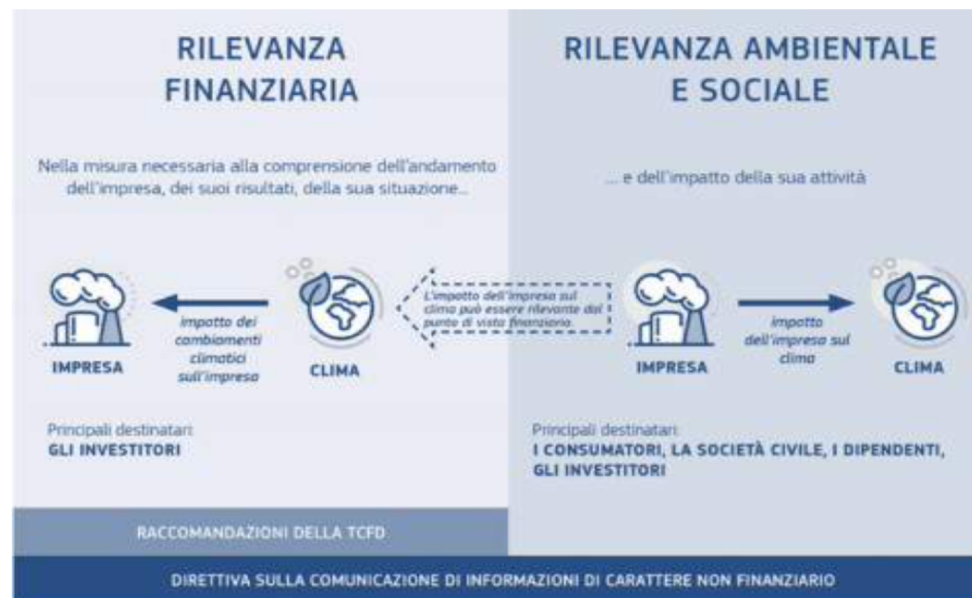 RILEVANZA
FINANZIARIA
Nella misura necessaria alla comprensione dell'andamento
dell'impresa, dei suoi risultati, della sua situazione...
IMPRESA
impatto dei
cambiamenti
climatici
sull'impresa
CLIMA
Principali destinatari:
GLI INVESTITORI
RACCOMANDAZIONI DELLA TCFD
L'impatto dell'impresa sul
clima può essere rilevante dal
punto di vista finanziario.
RILEVANZA AMBIENTALE
E SOCIALE
... e dell'impatto della sua attività
IMPRESA
impatto
dell'impresa sul
clima
CLIMA
Principali destinatari:
I CONSUMATORI, LA SOCIETÀ CIVILE, I DIPENDENTI,
GLI INVESTITORI
DIRETTIVA SULLA COMUNICAZIONE DI INFORMAZIONI DI CARATTERE NON FINANZIARIO